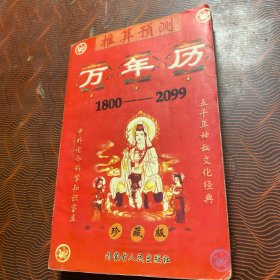 推算预测
万年历
1800——2099
五千年神秘文化经典
中外古今科学知识宝库
珍藏版
内蒙古人民出版社